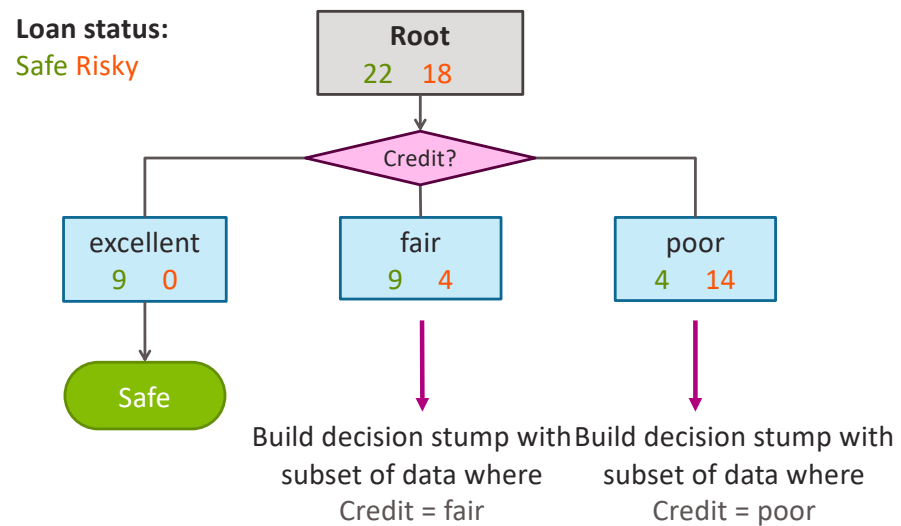 Loan status:
Safe Risky
Root
22 18
Credit?
excellent
9 0
fair
9 4
poor
4 14
Safe
Build decision stump with
subset of data where
Credit = fair
Build decision stump with
subset of data where
Credit = poor